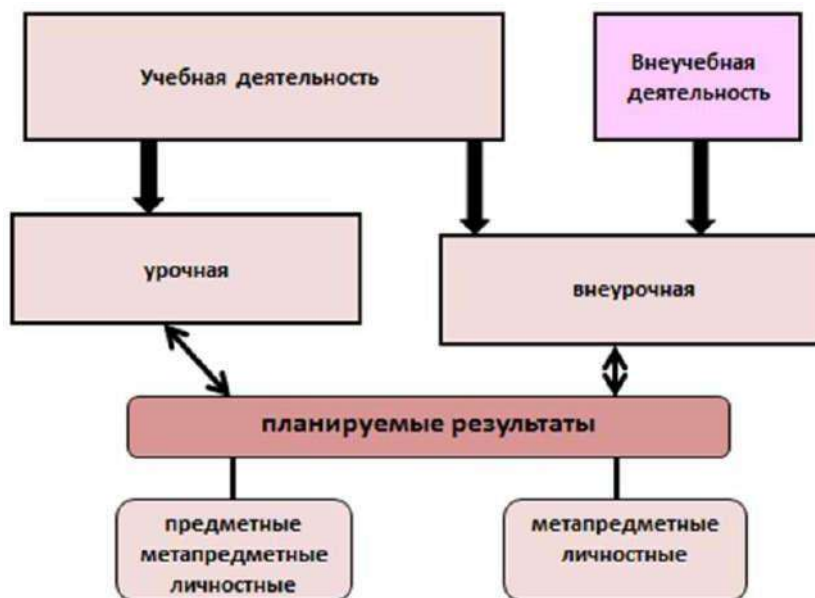 Учебная деятельность
Внеучебная
деятельность
урочная
внеурочная
планируемые результаты
предметные
метапредметные
личностные
метапредметные
личностные